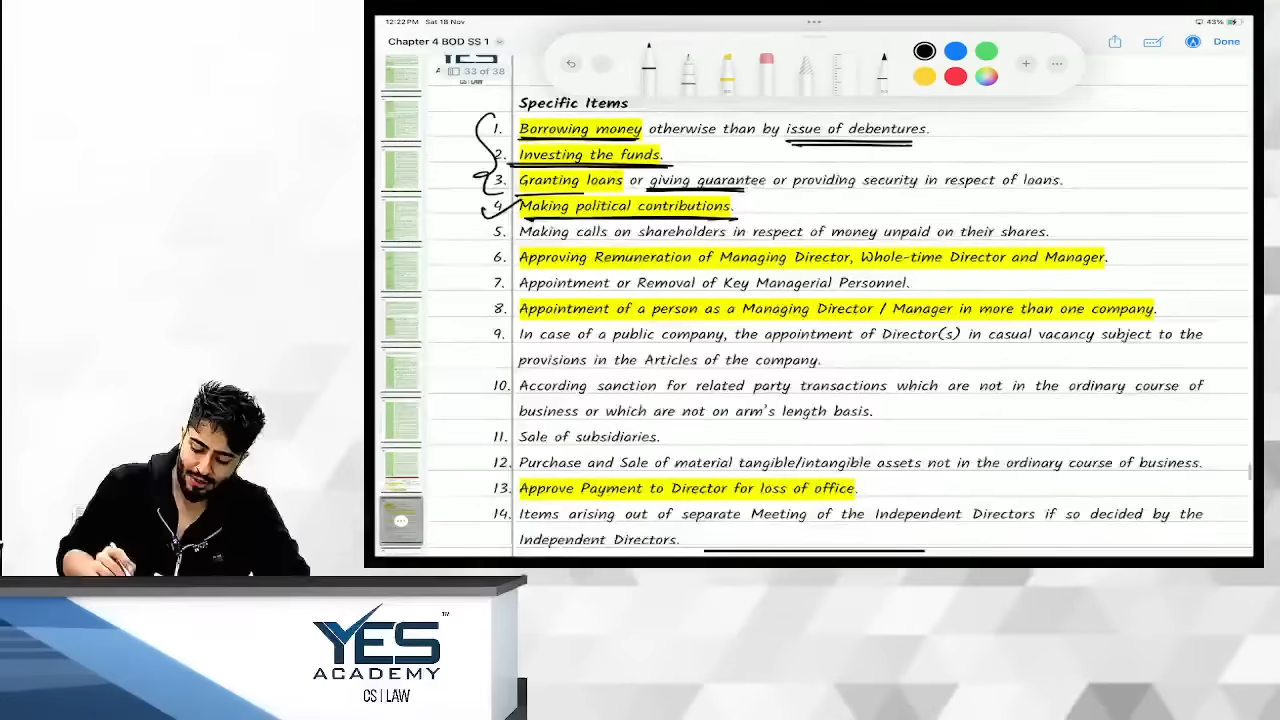 12:22 PM Sat 18 Nov
43%
Chapter 4 BOD SS 1
Done
YES
33 of 38
CS | LAW
Specific Items
Borrowing money otherwise than by issue of debenture
2. Investing the funds.
3. Granting loans or giving guarantee or providing security in respect of loans.
4. Making political contributions.
5. Making calls on shareholders in respect of money unpaid on their shares.
6. Approving Remuneration of Managing Director, Whole-time Director and Manager.
7. Appointment or Removal of Key Managerial Personnel.
8. Appointment of a person as a Managing Director / Manager in more than one company.
In case of a public company, the appointment of Director(s) in casual vacancy subject to the
provisions in the Articles of the company.
10. According sanction for related party transactions which are not in the ordinary course of
business or which are not on arm's length basis.
Sale of subsidiaries
12. Purchase and Sale of material tangible/intangible assets not in the ordinary course of business.
13. Approve Payment to Director for loss of office
14. Items arising out of separate meeting of the Independent Directors if so decided by the
Independent Directors.
YES™
ACADEMY
CS | LAW